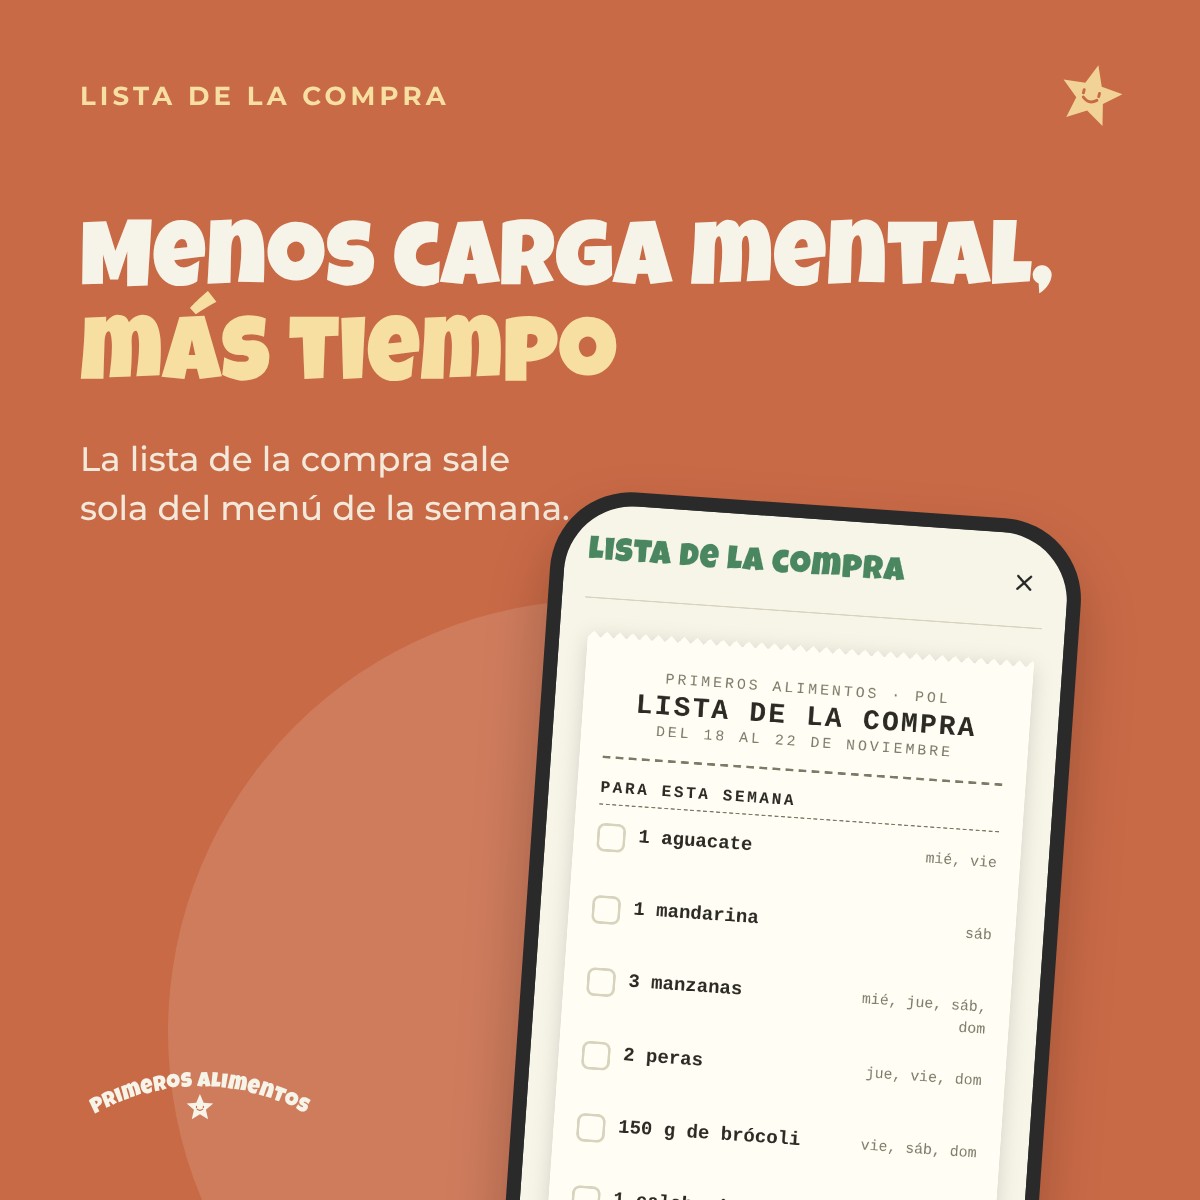 LISTA DE LA COMPRA
Menos carga mental,
más tiempo
La lista de la compra sale
sola del menú de la semana.
Lista de la compra
PRIMEROS ALIMENTOS · POL
LISTA DE LA COMPRA
DEL 18 AL 22 DE NOVIEMBRE
PARA ESTA SEMANA
1 aguacate mié, vie
1 mandarina sáb
3 manzanas mié, jue, sáb,
dom
2 peras jue, vie, dom
150 g de brócoli vie, sáb, dom
Primeros Alimentos